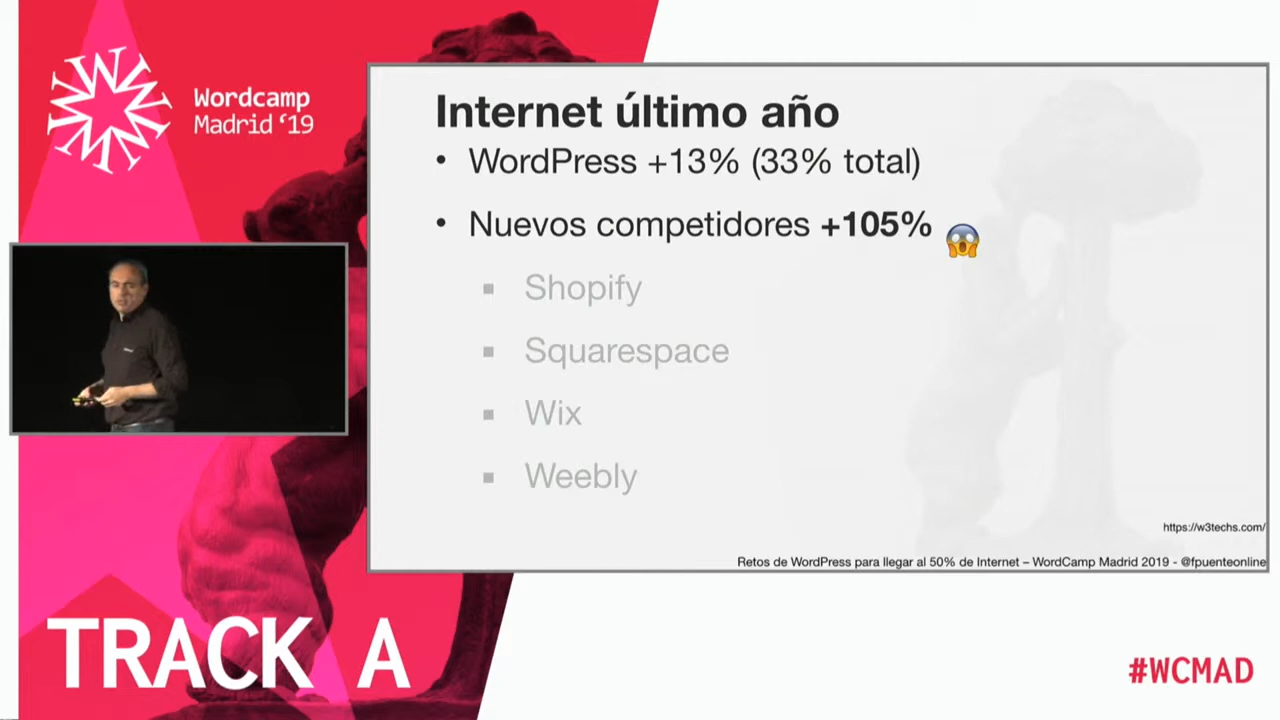 Wordcamp
Madrid ‘19
Internet último año
• WordPress +13% (33% total)
• Nuevos competidores +105% 😱
▪ Shopify
▪ Squarespace
▪ Wix
▪ Weebly
https://w3techs.com/
Retos de WordPress para llegar al 50% de Internet – WordCamp Madrid 2019 - @fpuenteonline
TRACK A
#WCMAD